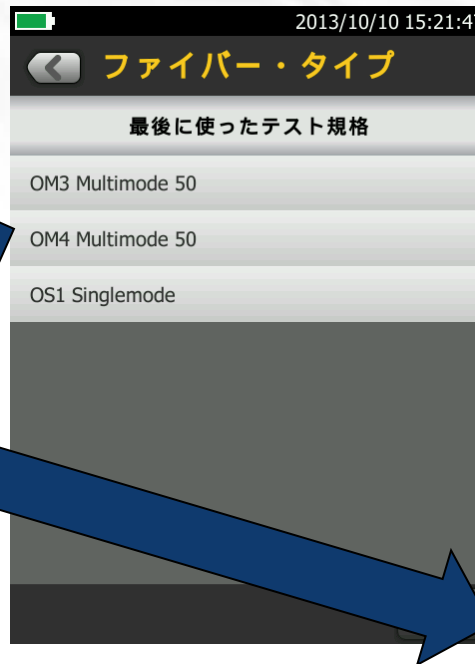 2013/10/10 15:21:4
ファイバー・タイプ
最後に使ったテスト規格
OM3 Multimode 50
OM4 Multimode 50
OS1 Singlemode